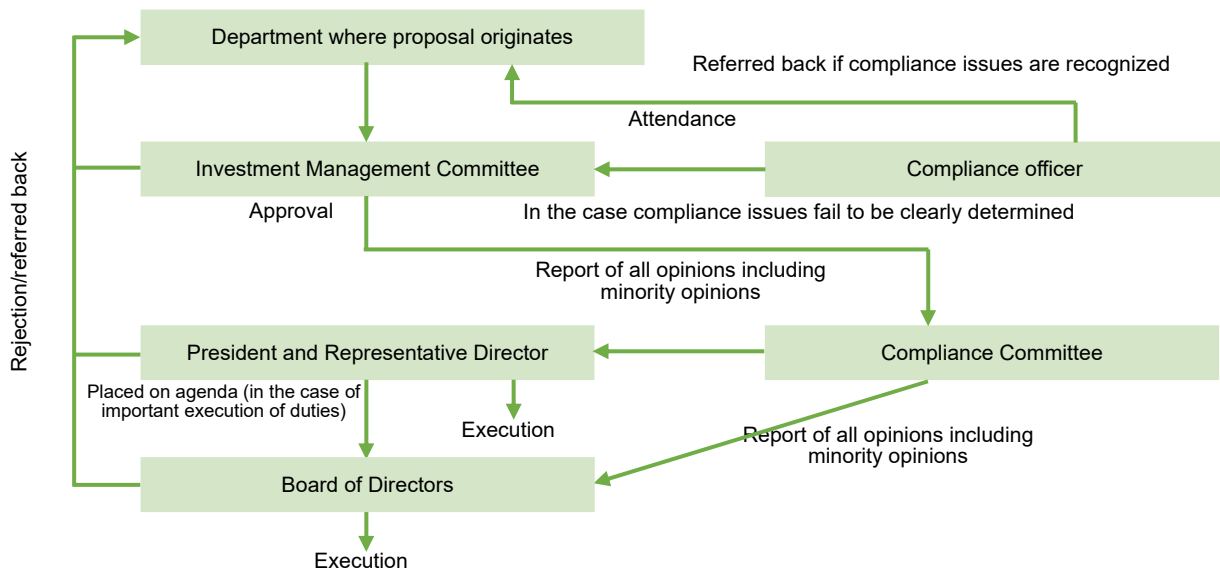 Department where proposal originates
Referred back if compliance issues are recognized
Attendance
Rejection/referred back
Investment Management Committee
Compliance officer
Approval
In the case compliance issues fail to be clearly determined
Report of all opinions including
minority opinions
President and Representative Director
Compliance Committee
Placed on agenda (in the case of
important execution of duties)
Execution
Report of all opinions including
minority opinions
Board of Directors
Execution